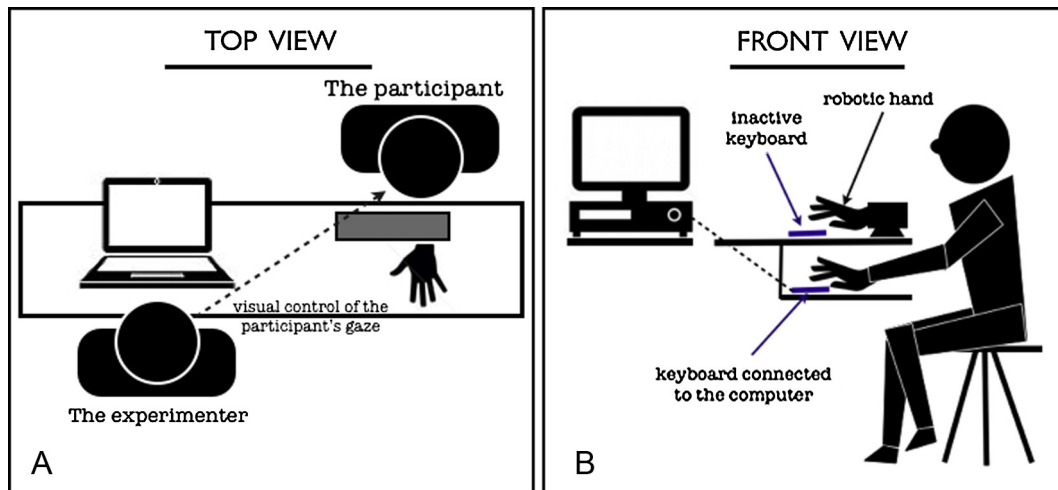 TOP VIEW
The participant
visual control of the
participant's gaze
The experimenter
A
FRONT VIEW
robotic hand
inactive
keyboard
keyboard connected
to the computer
B